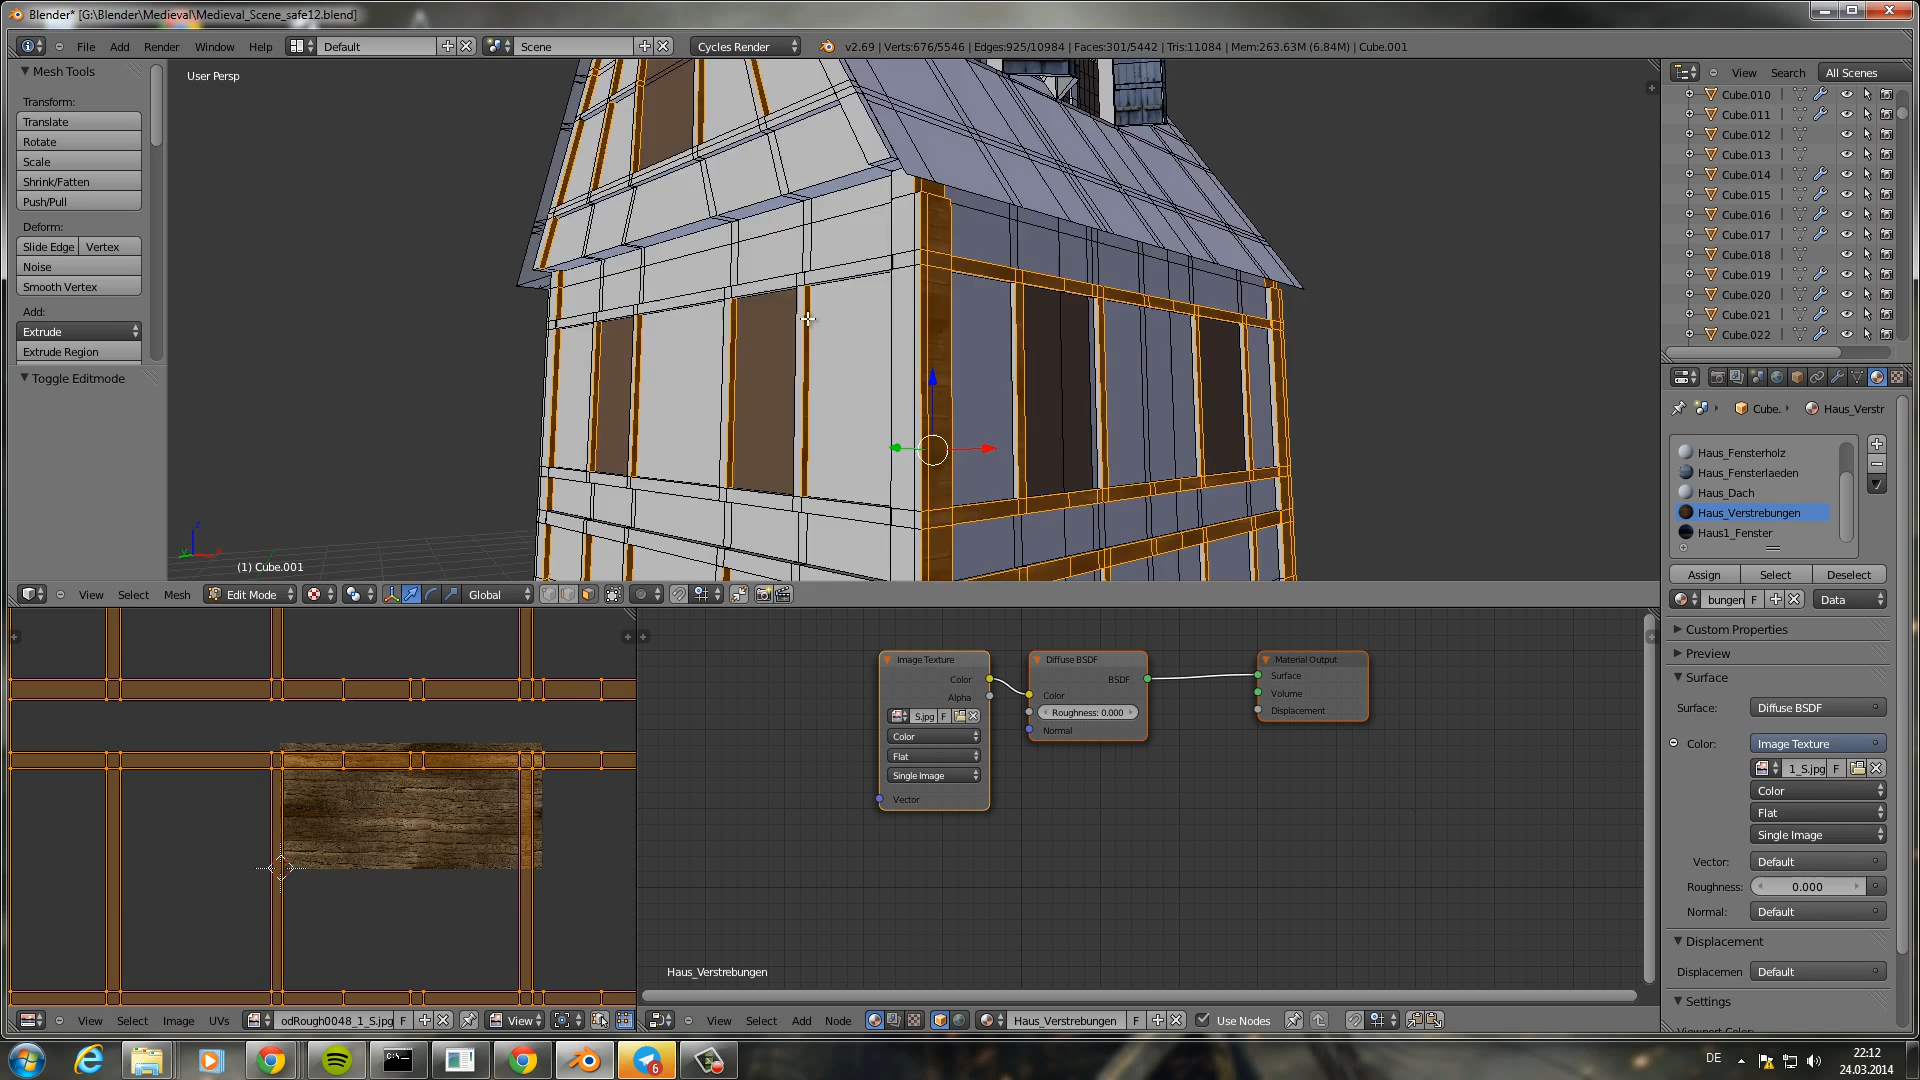 Blender* [G:\Blender\Medieval\Medieval_Scene_safe12.blend]
File Add Render Window Help Default Scene Cycles Render v2.69 | Verts:676/5546 | Edges:925/10984 | Faces:301/5442 | Tris:11084 | Mem:263.63M (6.84M) | Cube.001
Mesh Tools
Transform:
Translate
Rotate
Scale
Shrink/Fatten
Push/Pull
Deform:
Slide Edge Vertex
Noise
Smooth Vertex
Add:
Extrude
Extrude Region
Toggle Editmode
User Persp
(1) Cube.001
View Select Mesh Edit Mode Global
View Search All Scenes
Cube.010
Cube.011
Cube.012
Cube.013
Cube.014
Cube.015
Cube.016
Cube.017
Cube.018
Cube.019
Cube.020
Cube.021
Cube.022
Cube. Haus_Verstr
Haus_Fensterholz
Haus_Fensterlaeden
Haus_Dach
Haus_Verstrebungen
Haus1_Fenster
Assign Select Deselect
bungen F Data
Custom Properties
Preview
Surface
Surface: Diffuse BSDF
Color: Image Texture
1_S.jpg F
Color
Flat
Single Image
Vector: Default
Roughness: 0.000
Normal: Default
Displacement
Displacemen Default
Settings
Image Texture
Color
Alpha
S.jpg F
Color
Flat
Single Image
Vector
Diffuse BSDF
BSDF
Color
Roughness: 0.000
Normal
Material Output
Surface
Volume
Displacement
Haus_Verstrebungen
View Select Image UVs odRough0048_1_S.jpg F View
View Select Add Node Haus_Verstrebungen F Use Nodes
6
DE
22:12
24.03.2014